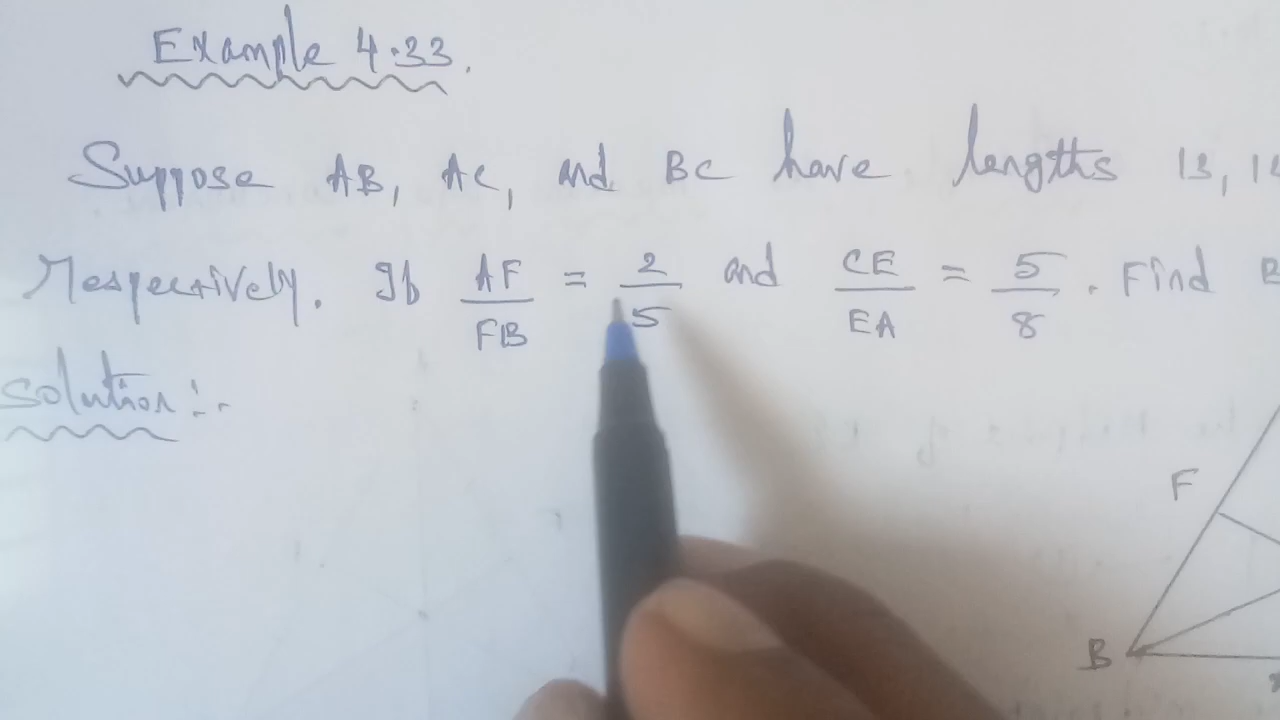 Example 4.33.
Suppose AB, AC, and BC have lengths 13,
respectively. If AF/FB = 2/5 and CE/EA = 5/8. Find
Solution:-
F
B